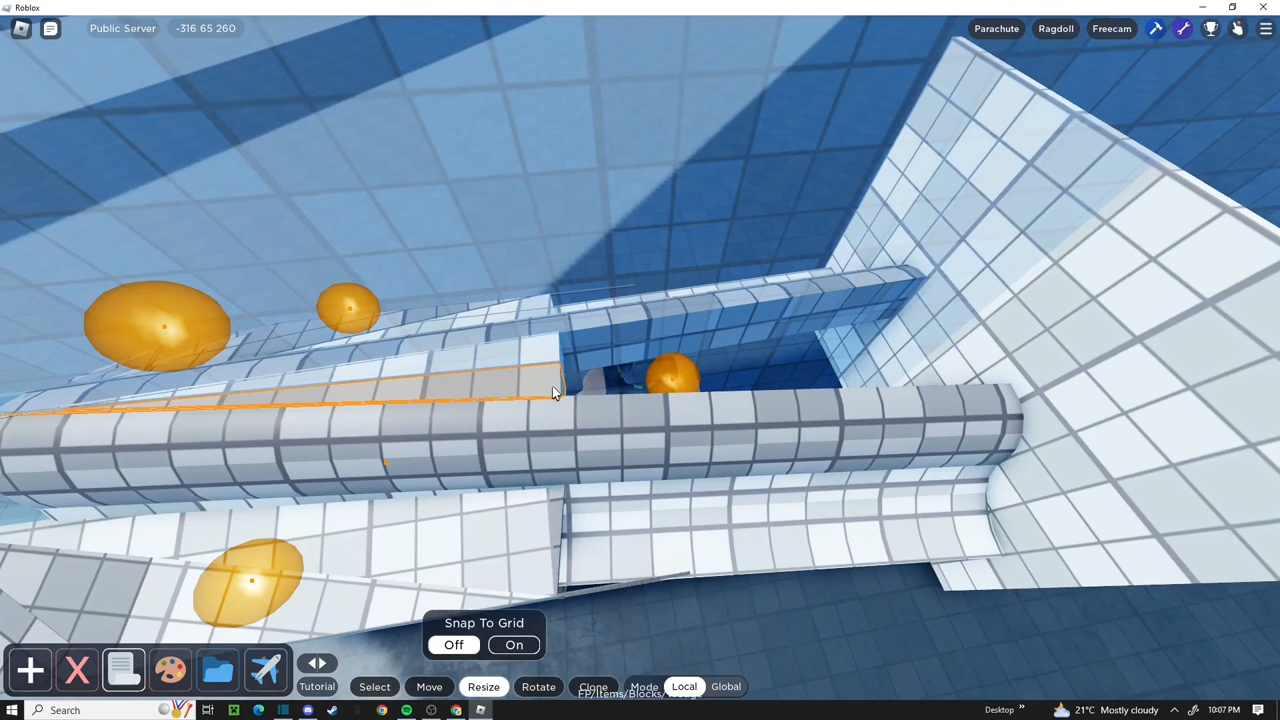 Roblox
Public Server
-316 65 260
Parachute
Ragdoll
Freecam
Snap To Grid
Off
On
Tutorial
Select
Move
Resize
Rotate
Clone
Mode
Local
Global
Search
Desktop
21°C Mostly cloudy
10:07 PM